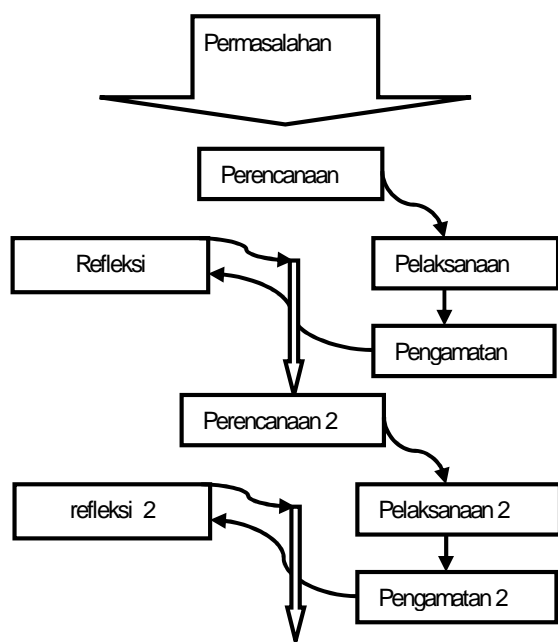 Permasalahan
Perencanaan
Refleksi
Pelaksanaan
Pengamatan
Perencanaan 2
refleksi 2
Pelaksanaan 2
Pengamatan 2